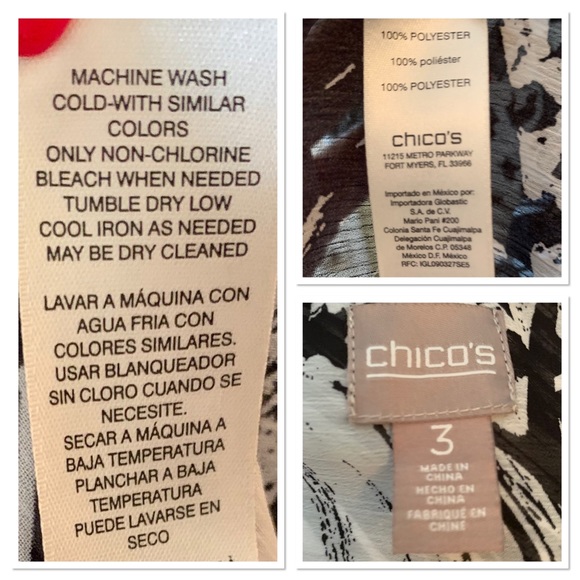 MACHINE WASH
COLD-WITH SIMILAR
COLORS
ONLY NON-CHLORINE
BLEACH WHEN NEEDED
TUMBLE DRY LOW
COOL IRON AS NEEDED
MAY BE DRY CLEANED
LAVAR A MÁQUINA CON
AGUA FRIA CON
COLORES SIMILARES.
USAR BLANQUEADOR
SIN CLORO CUANDO SE
NECESITE.
SECAR A MÁQUINA A
BAJA TEMPERATURA
PLANCHAR A BAJA
TEMPERATURA
PUEDE LAVARSE EN
SECO
100% POLYESTER
100% poliéster
100% POLYESTER
chico's
11215 METRO PARKWAY
FORT MYERS, FL 33966
Importado en México por:
Importadora Globastic
S.A. de C.V.
Mario Pani #200
Colonia Santa Fe Cuajimalpa
Delegación Cuajimalpa
de Morelos C.P. 05348
México D.F. México
RFC: IGL090327SE5
chico's
3
MADE IN
CHINA
HECHO EN
CHINA
FABRIQUÉ EN
CHINE